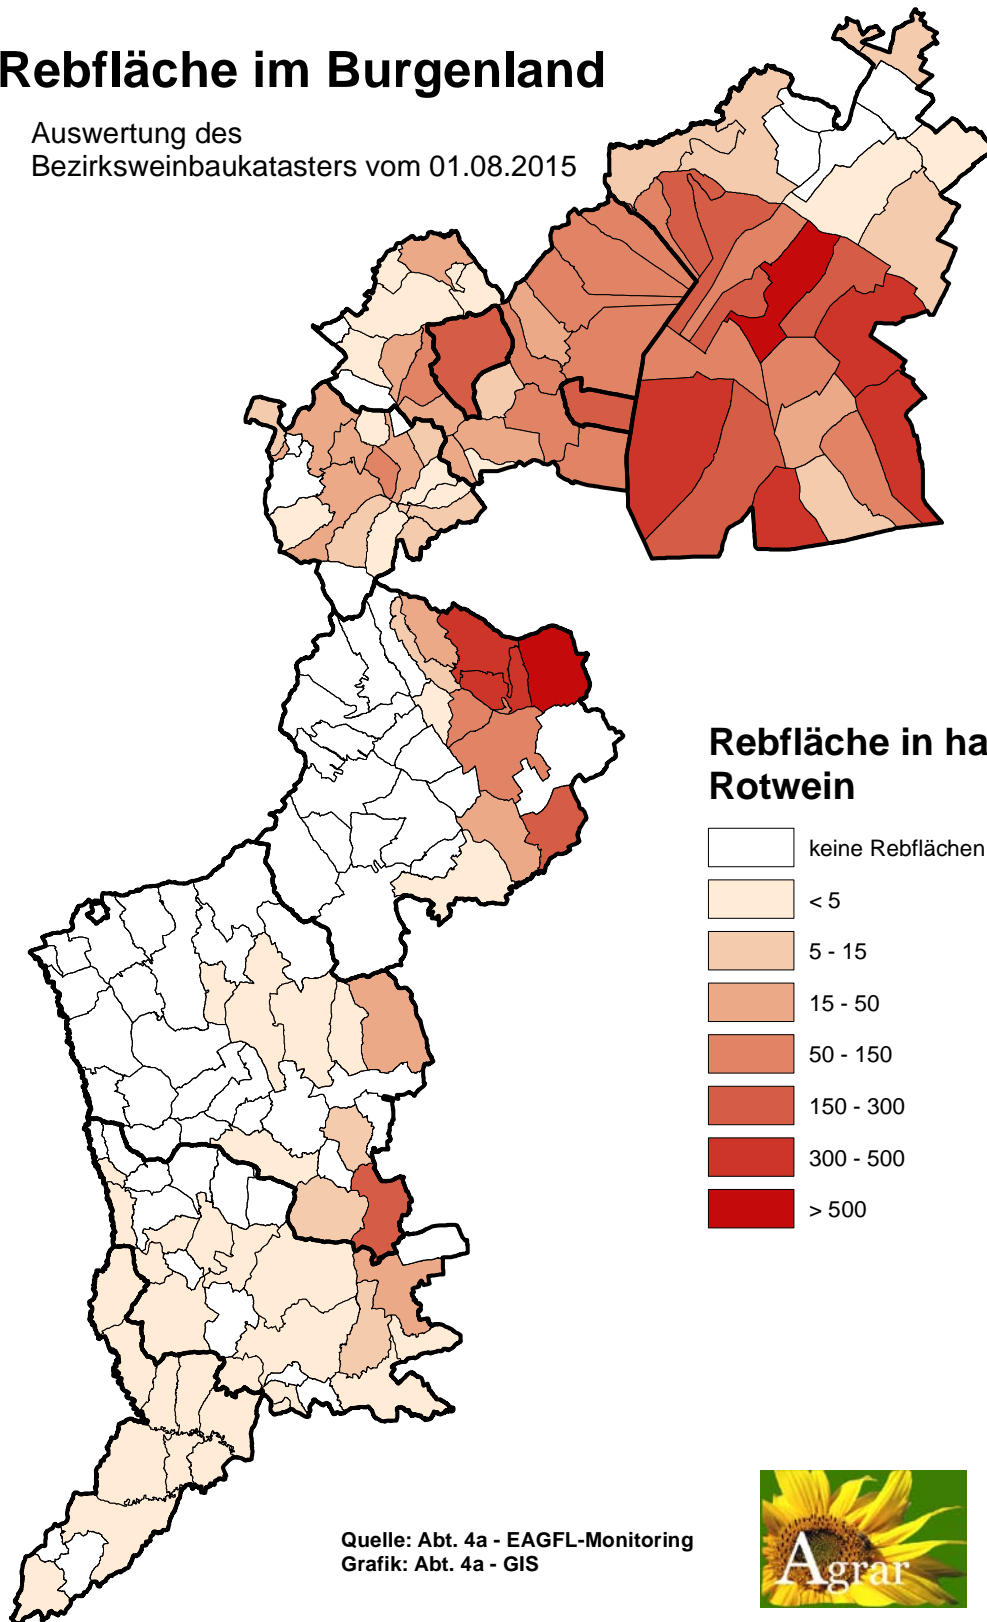 Rebfläche im Burgenland
Auswertung des
Bezirksweinbaukatasters vom 01.08.2015
Rebfläche in ha
Rotwein
keine Rebflächen
< 5
5 - 15
15 - 50
50 - 150
150 - 300
300 - 500
> 500
Quelle: Abt. 4a - EAGFL-Monitoring
Grafik: Abt. 4a - GIS
Agrar